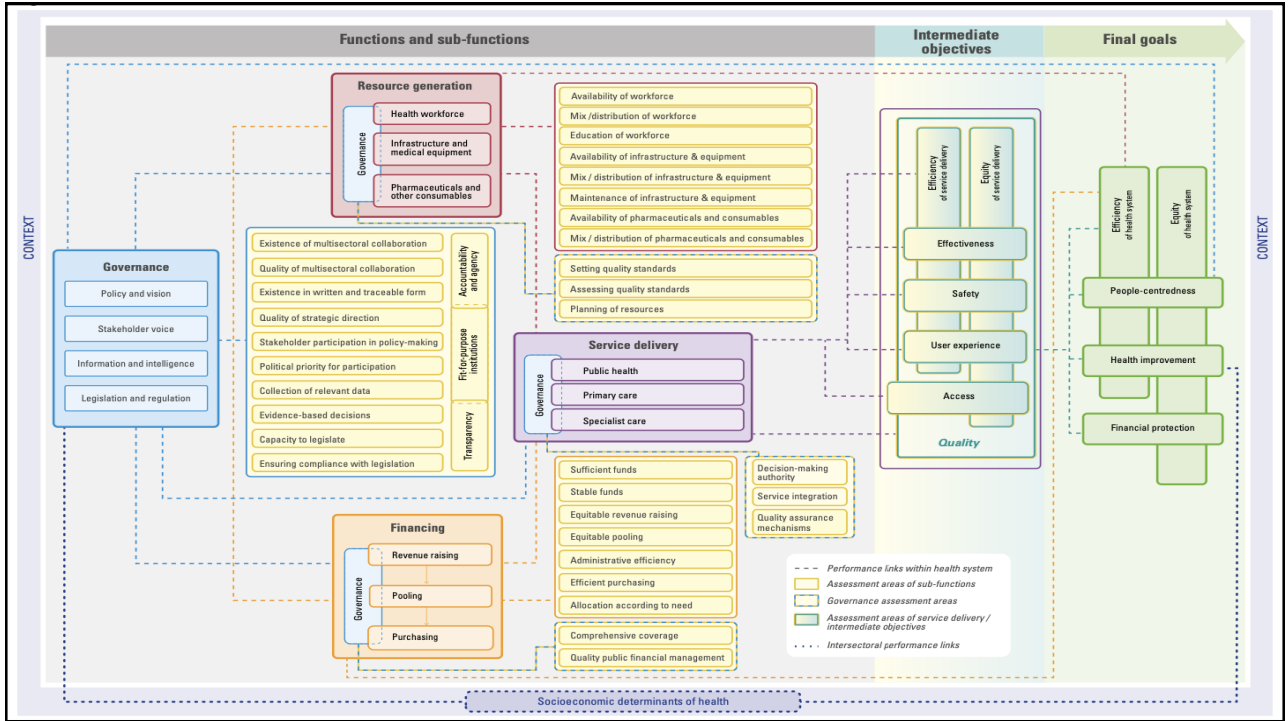 Functions and sub-functions
Intermediate
objectives
Final goals
CONTEXT
CONTEXT
Resource generation
Governance
Health workforce
Infrastructure and
medical equipment
Pharmaceuticals and
other consumables
Availability of workforce
Mix /distribution of workforce
Education of workforce
Availability of infrastructure & equipment
Mix / distribution of infrastructure & equipment
Maintenance of infrastructure & equipment
Availability of pharmaceuticals and consumables
Mix / distribution of pharmaceuticals and consumables
Setting quality standards
Assessing quality standards
Planning of resources
Governance
Policy and vision
Stakeholder voice
Information and intelligence
Legislation and regulation
Existence of multisectoral collaboration
Quality of multisectoral collaboration
Existence in written and traceable form
Quality of strategic direction
Stakeholder participation in policy-making
Political priority for participation
Collection of relevant data
Evidence-based decisions
Capacity to legislate
Ensuring compliance with legislation
Accountability
and agency
Fit-for-purpose
institutions
Transparency
Service delivery
Governance
Public health
Primary care
Specialist care
Decision-making
authority
Service integration
Quality assurance
mechanisms
Financing
Governance
Revenue raising
Pooling
Purchasing
Sufficient funds
Stable funds
Equitable revenue raising
Equitable pooling
Administrative efficiency
Efficient purchasing
Allocation according to need
Comprehensive coverage
Quality public financial management
Efficiency
of service delivery
Equity
of service delivery
Effectiveness
Safety
User experience
Access
Quality
Efficiency
of health system
Equity
of health system
People-centredness
Health improvement
Financial protection
Performance links within health system
Assessment areas of sub-functions
Governance assessment areas
Assessment areas of service delivery /
intermediate objectives
Intersectoral performance links
Socioeconomic determinants of health